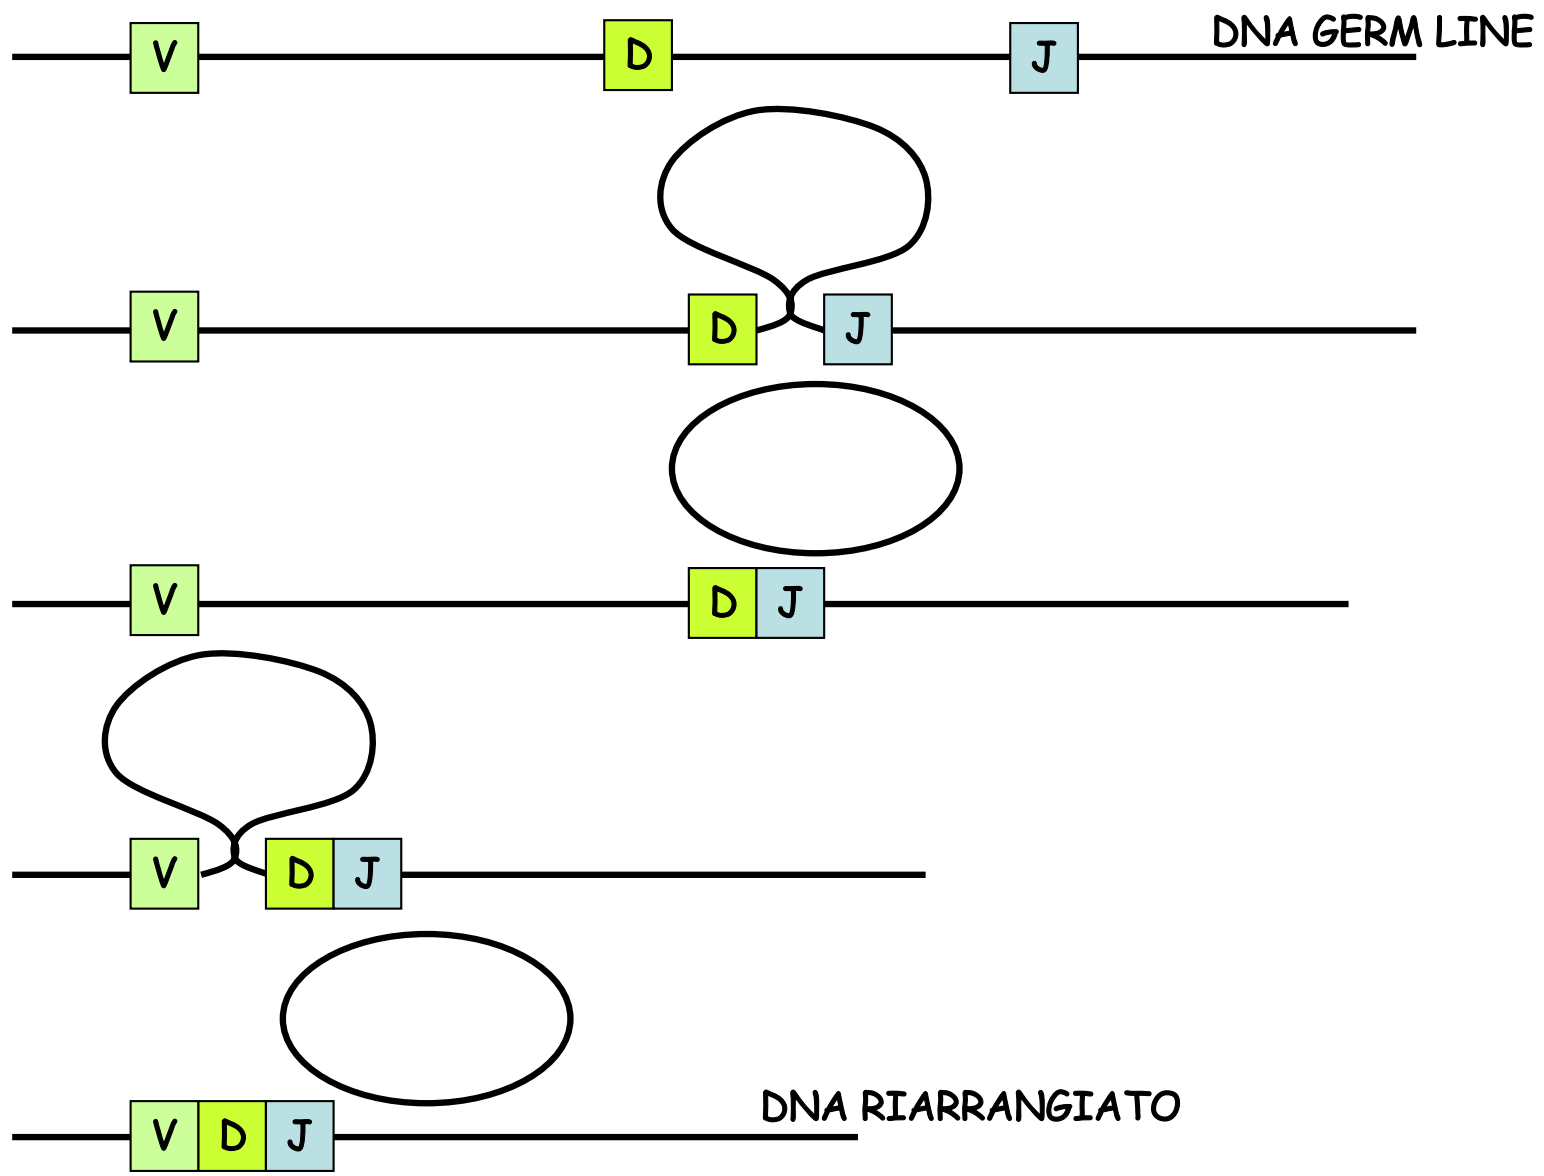 DNA GERM LINE
V D J
V D J
V D J
V D J
V D J
DNA RIARRANGIATO